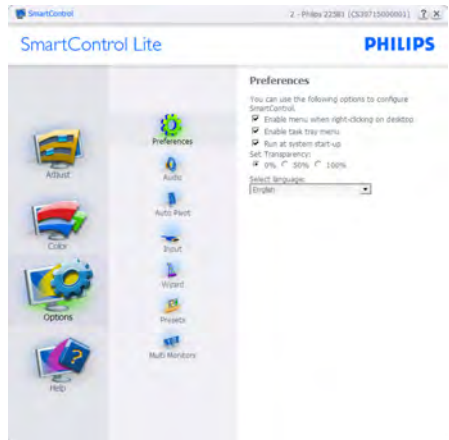 SmartControl
2 - Philips 225B1 (CS39715000001)
SmartControl Lite
PHILIPS
Adjust
Color
Options
Help
Preferences
Audio
Auto Pivot
Input
Wizard
Presets
Multi Monitors
Preferences
You can use the following options to configure
SmartControl.
Enable menu when right-clicking on desktop
Enable task tray menu
Run at system start-up
Set Transparency:
0% 50% 100%
Select language:
English